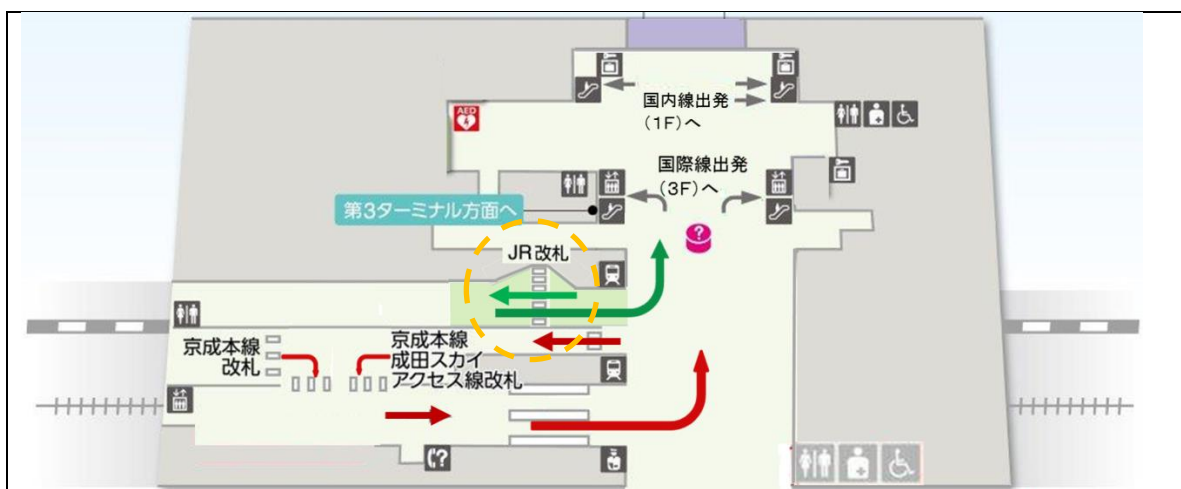 国内線出発
(1F)へ
AED
国際線出発
(3F)へ
第3ターミナル方面へ
?
JR改札
京成本線
改札
京成本線
成田スカイ
アクセス線改札
?